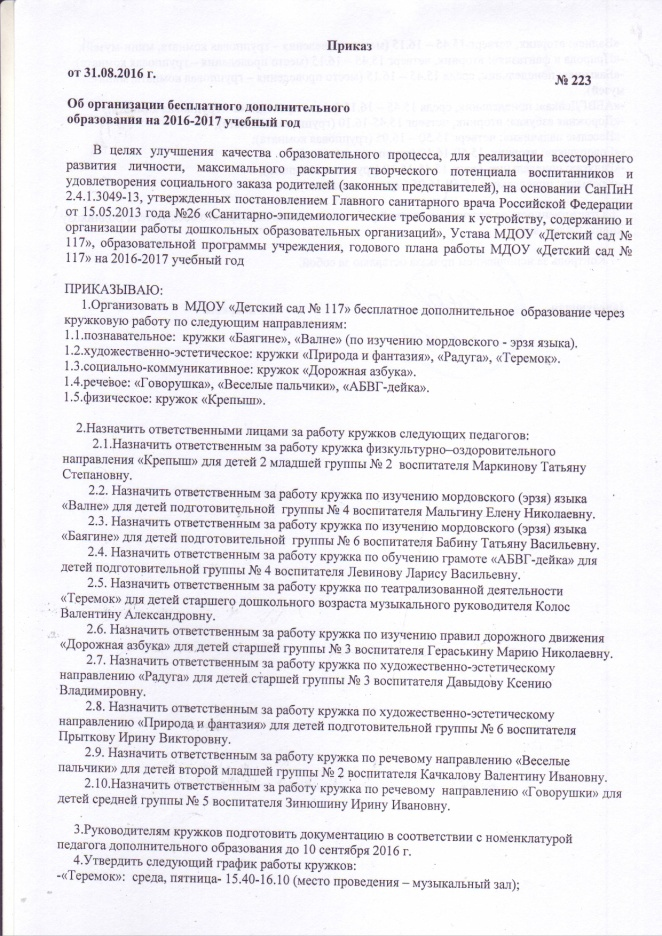 Приказ
от 31.08.2016 г.
№ 223
Об организации бесплатного дополнительного
образования на 2016-2017 учебный год
В целях улучшения качества образовательного процесса, для реализации всестороннего
развития личности, максимального раскрытия творческого потенциала воспитанников и
удовлетворения социального заказа родителей (законных представителей), на основании СанПиН
2.4.1.3049-13, утвержденных постановлением Главного санитарного врача Российской Федерации
от 15.05.2013 года №26 «Санитарно-эпидемиологические требования к устройству, содержанию и
организации работы дошкольных образовательных организаций», Устава МДОУ «Детский сад №
117», образовательной программы учреждения, годового плана работы МДОУ «Детский сад №
117» на 2016-2017 учебный год
ПРИКАЗЫВАЮ:
1.Организовать в МДОУ «Детский сад № 117» бесплатное дополнительное образование через
кружковую работу по следующим направлениям:
1.1.познавательное: кружки «Баягине», «Валне» (по изучению мордовского - эрзя языка).
1.2.художественно-эстетическое: кружки «Природа и фантазия», «Радуга», «Теремок».
1.3.социально-коммуникативное: кружок «Дорожная азбука».
1.4.речевое: «Говорушка», «Веселые пальчики», «АБВГ-дейка».
1.5.физическое: кружок «Крепыш».
2.Назначить ответственными лицами за работу кружков следующих педагогов:
2.1.Назначить ответственным за работу кружка физкультурно–оздоровительного
направления «Крепыш» для детей 2 младшей группы № 2 воспитателя Маркинову Татьяну
Степановну.
2.2. Назначить ответственным за работу кружка по изучению мордовского (эрзя) языка
«Валне» для детей подготовительной группы № 4 воспитателя Мальгину Елену Николаевну.
2.3. Назначить ответственным за работу кружка по изучению мордовского (эрзя) языка
«Баягине» для детей подготовительной группы № 6 воспитателя Бабину Татьяну Васильевну.
2.4. Назначить ответственным за работу кружка по обучению грамоте «АБВГ-дейка» для
детей подготовительной группы № 4 воспитателя Левинову Ларису Васильевну.
2.5. Назначить ответственным за работу кружка по театрализованной деятельности
«Теремок» для детей старшего дошкольного возраста музыкального руководителя Колос
Валентину Александровну.
2.6. Назначить ответственным за работу кружка по изучению правил дорожного движения
«Дорожная азбука» для детей старшей группы № 3 воспитателя Гераськину Марию Николаевну.
2.7. Назначить ответственным за работу кружка по художественно-эстетическому
направлению «Радуга» для детей старшей группы № 3 воспитателя Давыдову Ксению
Владимировну.
2.8. Назначить ответственным за работу кружка по художественно-эстетическому
направлению «Природа и фантазия» для детей подготовительной группы № 6 воспитателя
Прыткову Ирину Викторовну.
2.9. Назначить ответственным за работу кружка по речевому направлению «Веселые
пальчики» для детей второй младшей группы № 2 воспитателя Качкалову Валентину Ивановну.
2.10.Назначить ответственным за работу кружка по речевому направлению «Говорушки» для
детей средней группы № 5 воспитателя Зинюшину Ирину Ивановну.
3.Руководителям кружков подготовить документацию в соответствии с номенклатурой
педагога дополнительного образования до 10 сентября 2016 г.
4.Утвердить следующий график работы кружков:
-«Теремок»: среда, пятница- 15.40-16.10 (место проведения – музыкальный зал);